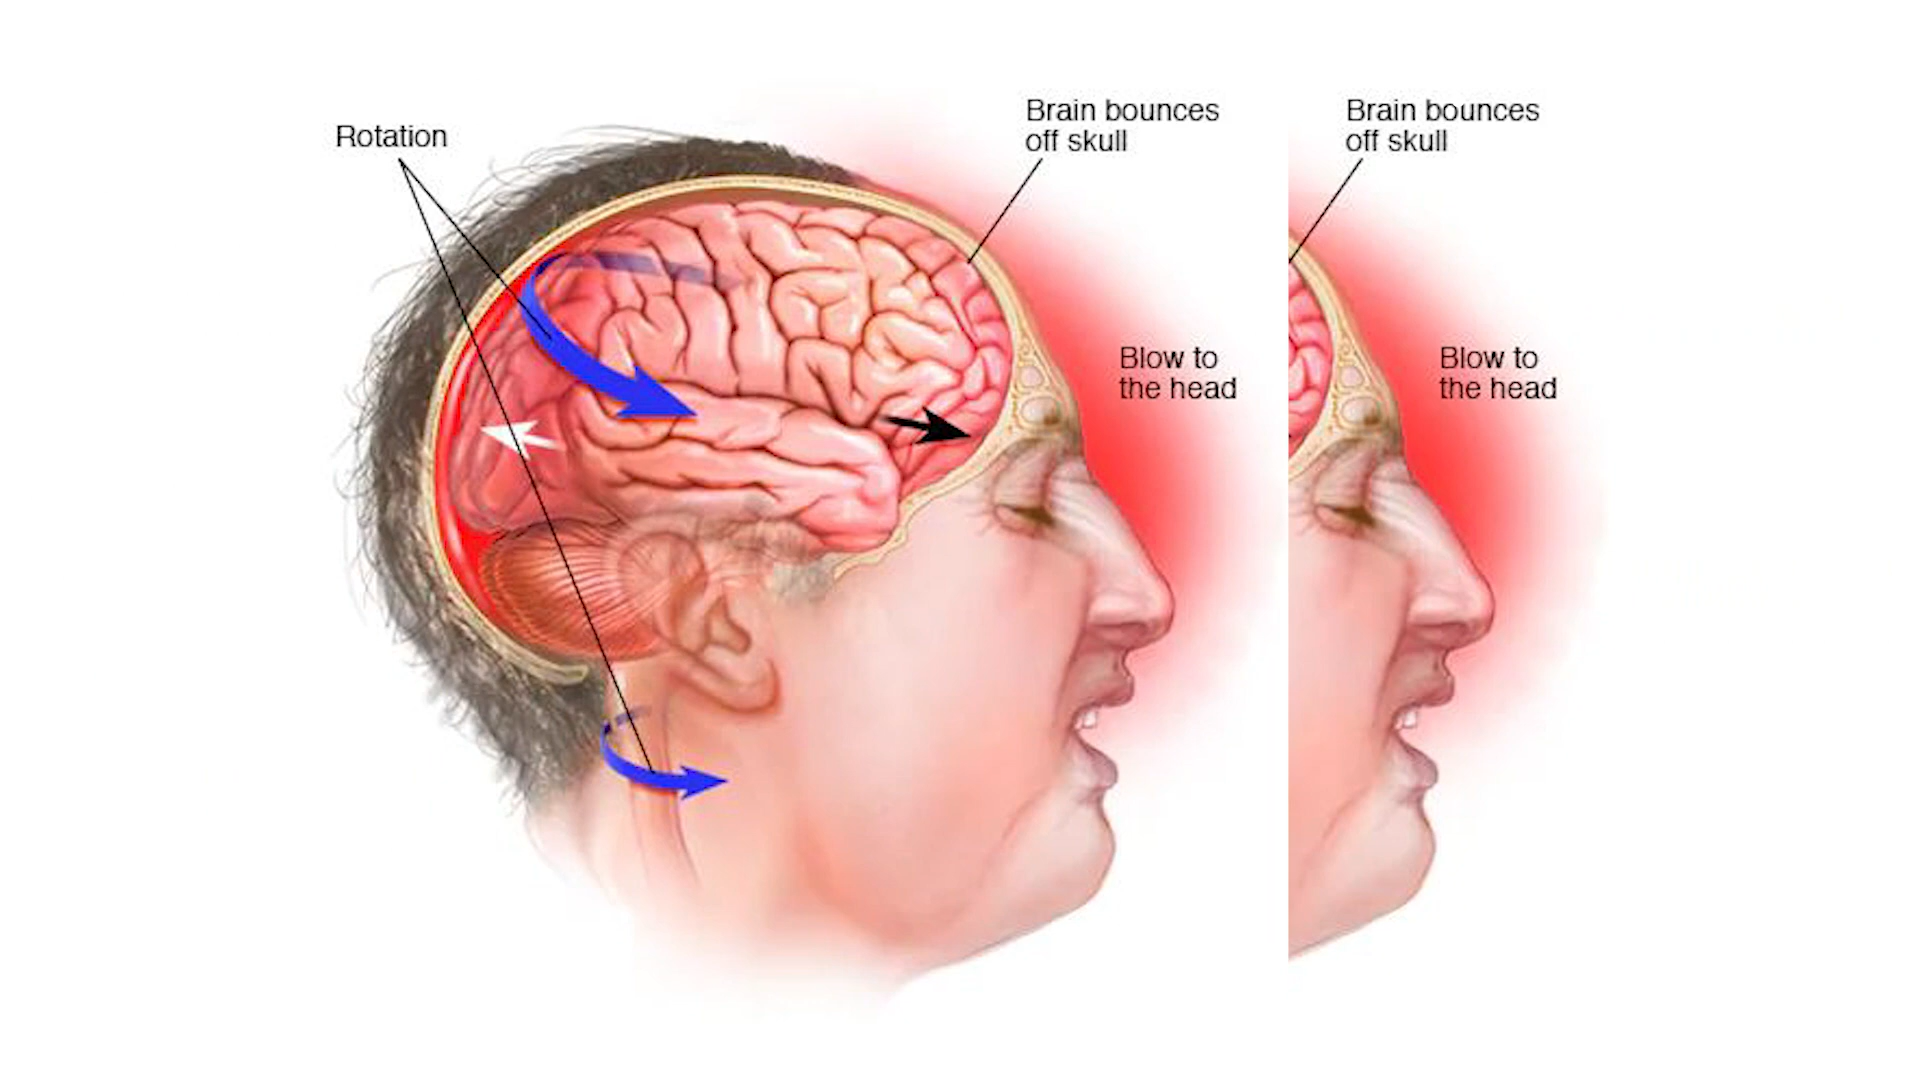 Rotation
Brain bounces
off skull
Blow to
the head
Brain bounces
off skull
Blow to
the head